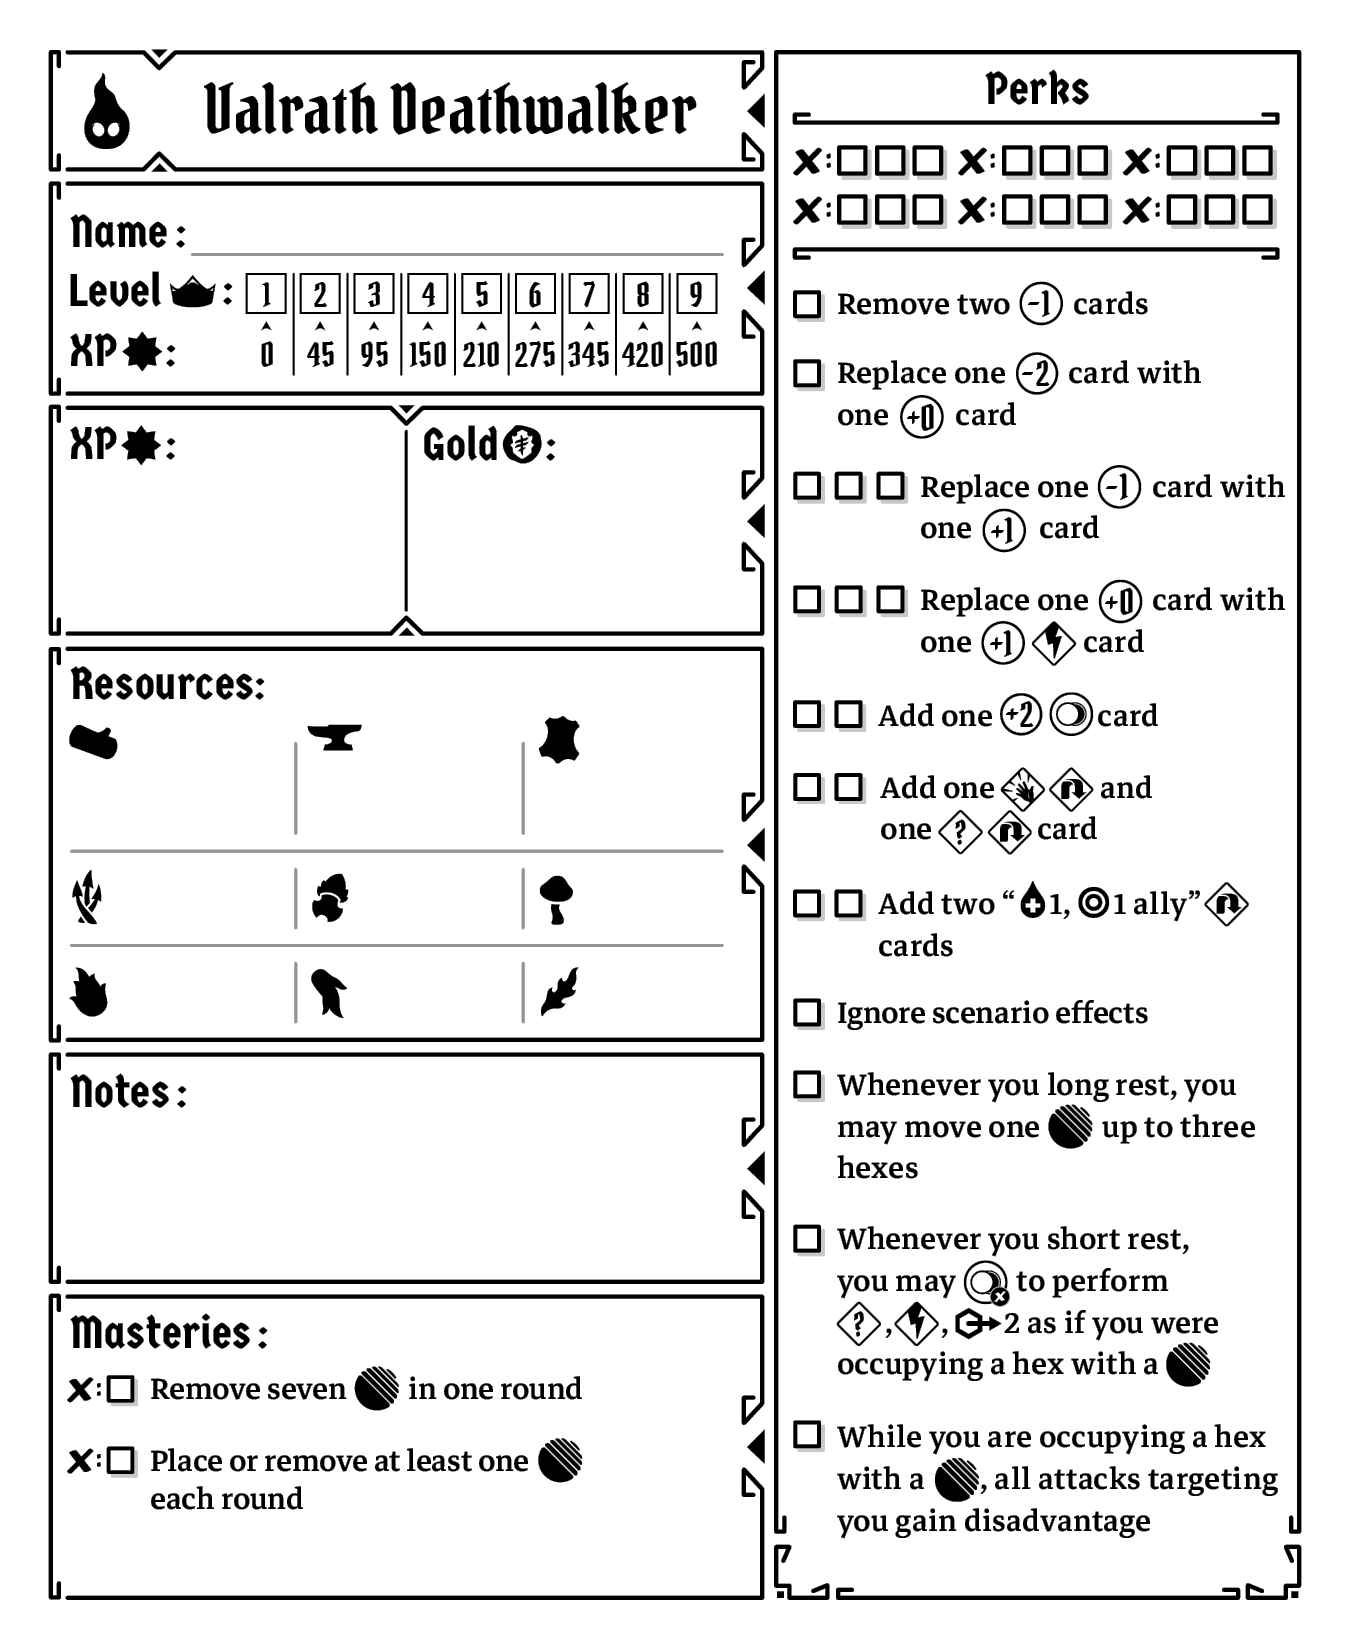 Valrath Deathwalker
Name:
Level : 1 2 3 4 5 6 7 8 9
XP : 0 45 95 150 210 275 345 420 500
XP :
Gold :
Resources:
Notes:
Masteries:
x: Remove seven in one round
x: Place or remove at least one
each round
Perks
x: x: x:
x: x: x:
Remove two -1 cards
Replace one -2 card with
one +0 card
Replace one -1 card with
one +1 card
Replace one +0 card with
one +1 card
Add one +2 card
Add one and
one ? card
Add two “ 1, 1 ally”
cards
Ignore scenario effects
Whenever you long rest, you
may move one up to three
hexes
Whenever you short rest,
you may to perform
?, , 2 as if you were
occupying a hex with a
While you are occupying a hex
with a , all attacks targeting
you gain disadvantage